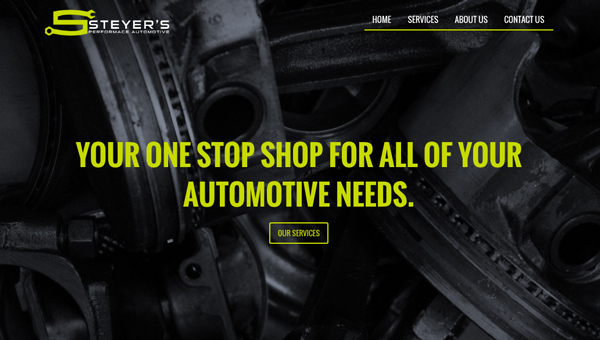 STEYER'S
PERFORMACE AUTOMOTIVE
HOME SERVICES ABOUT US CONTACT US
YOUR ONE STOP SHOP FOR ALL OF YOUR
AUTOMOTIVE NEEDS.
OUR SERVICES